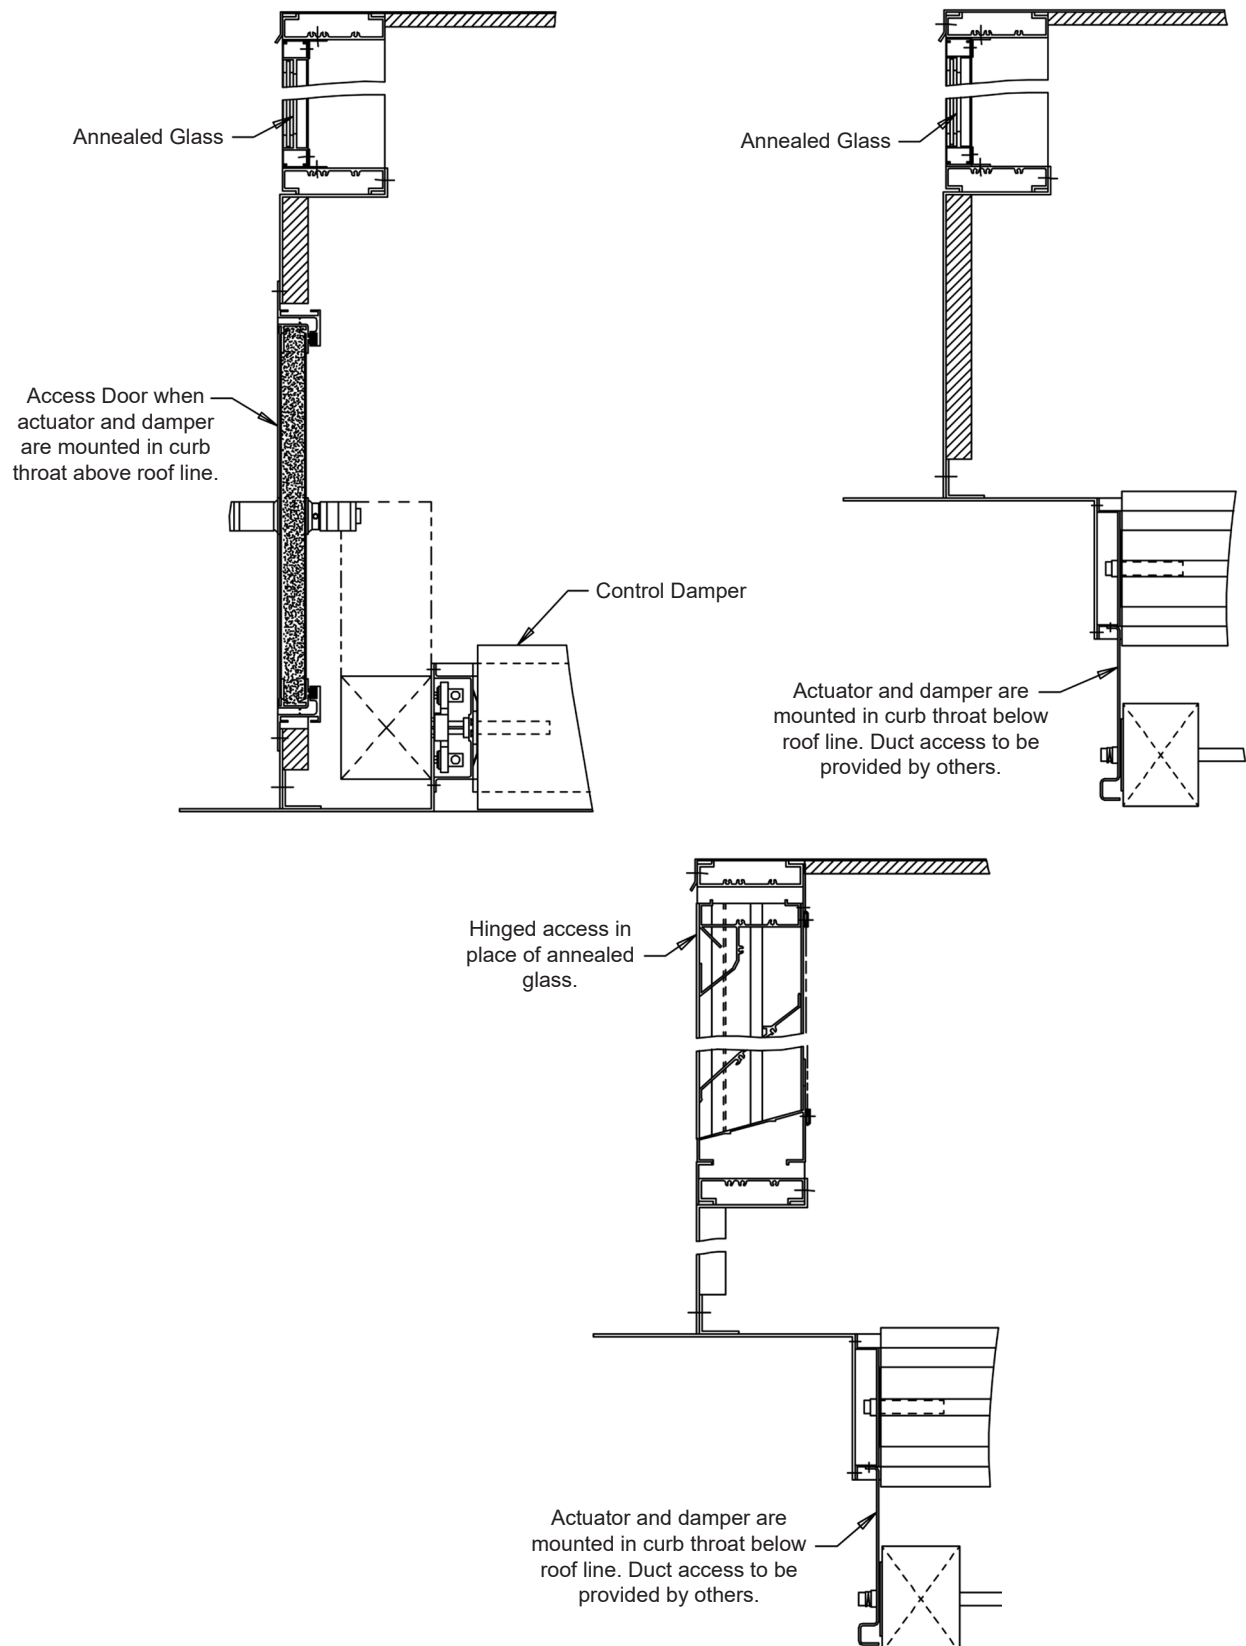 Annealed Glass
Annealed Glass
Access Door when
actuator and damper
are mounted in curb
throat above roof line.
Control Damper
Actuator and damper are
mounted in curb throat below
roof line. Duct access to be
provided by others.
Hinged access in
place of annealed
glass.
Actuator and damper are
mounted in curb throat below
roof line. Duct access to be
provided by others.